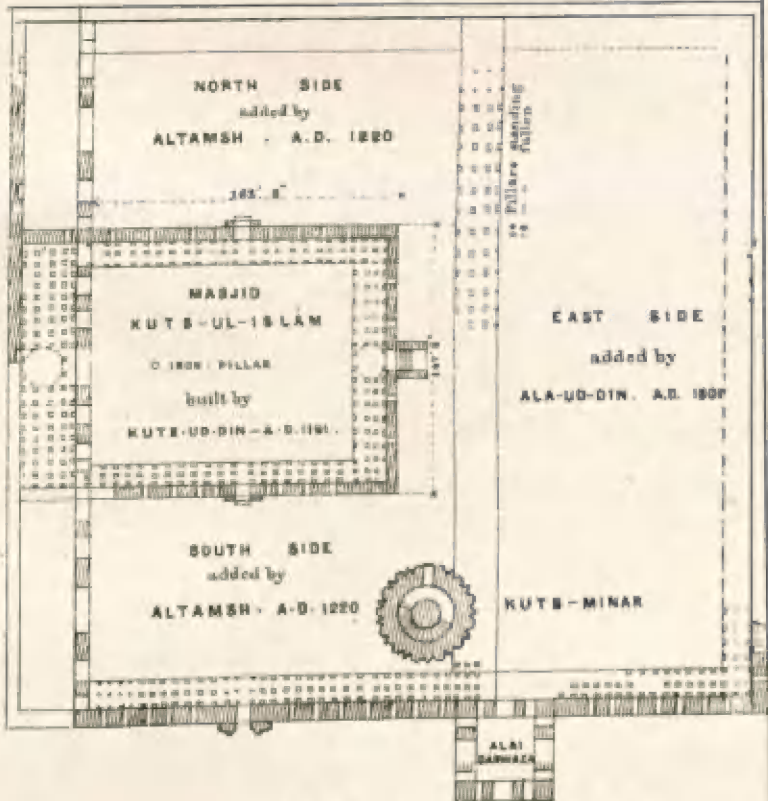 NORTH SIDE
added by
ALTAMSH . A.D. 1220
Pillars standing
fallen
MASJID
KUTB-UL-ISLAM
O IRON PILLAR
built by
KUTB-UD-DIN-A.D. 1191.
EAST SIDE
added by
ALA-UD-DIN. A.D.
SOUTH SIDE
added by
ALTAMSH. A.D. 1220
KUTB-MINAR
ALAI
DARWAZA